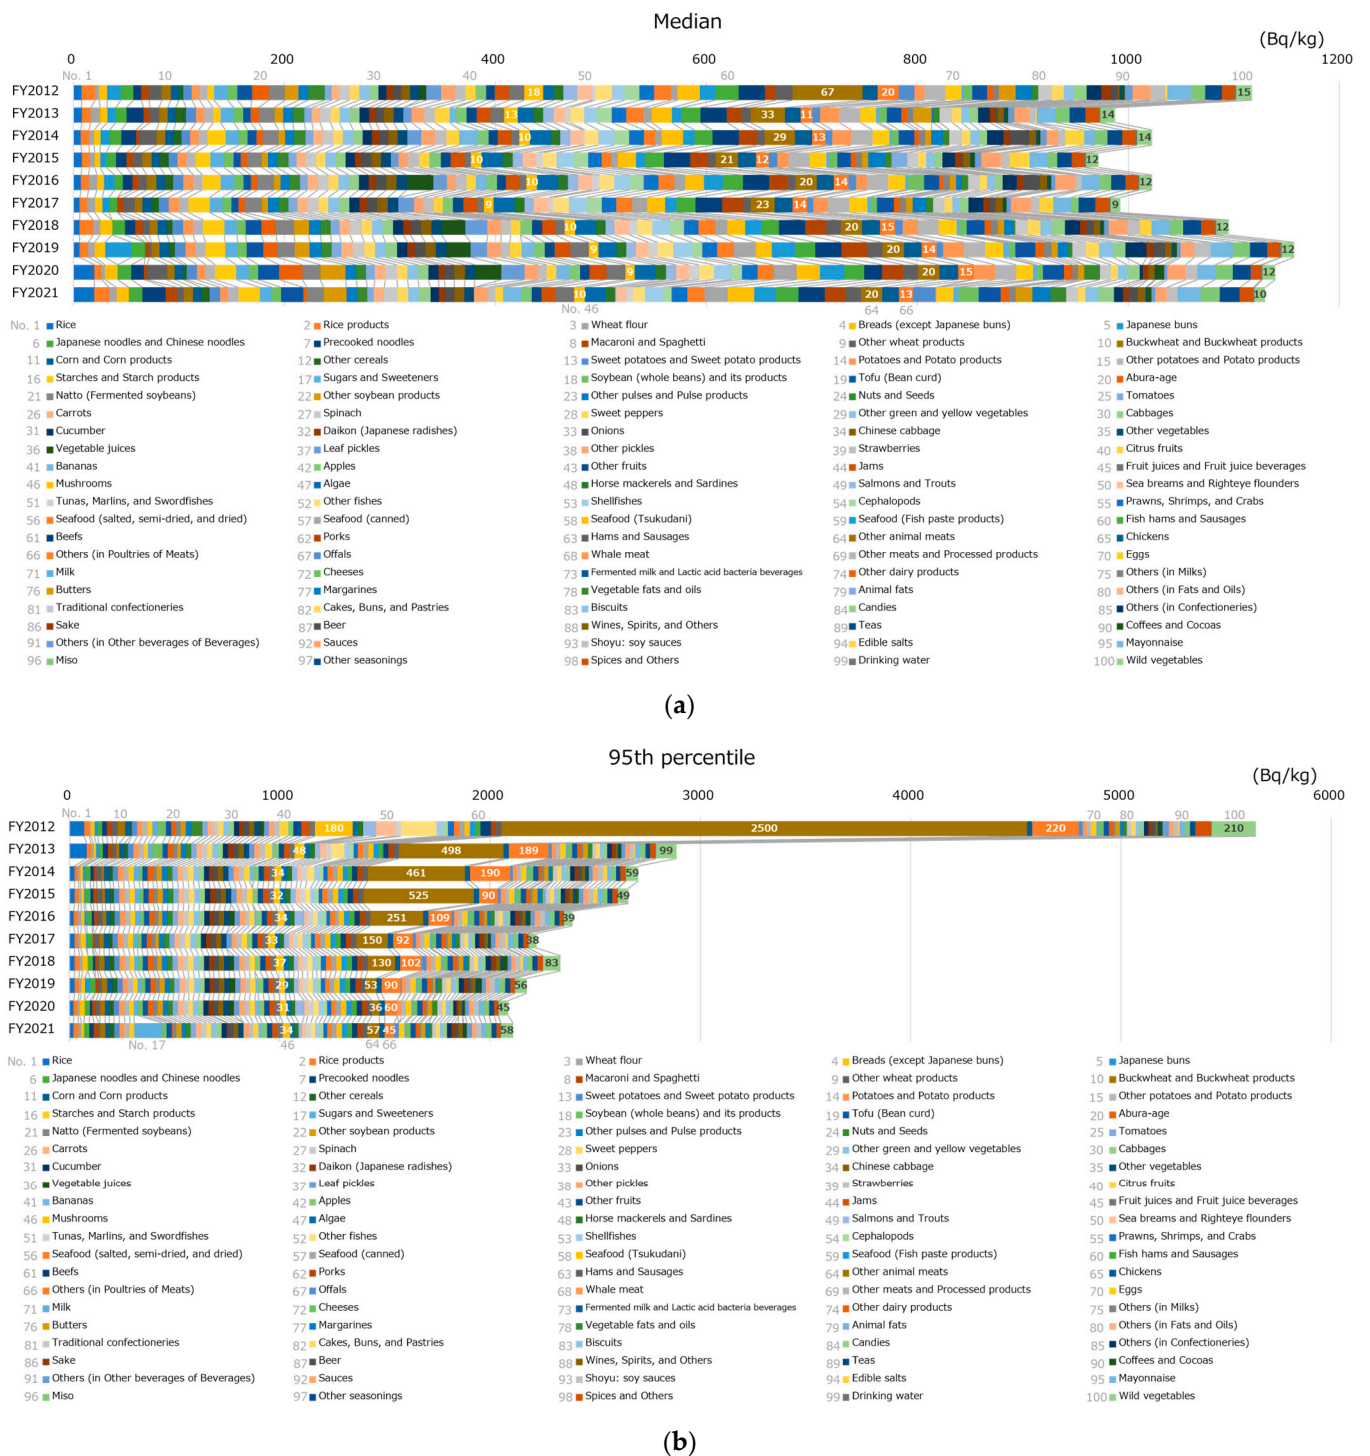 Median
(Bq/kg)
0 200 400 600 800 1000 1200
No. 1 10 20 30 40 50 60 70 80 90 100
FY2012 18 67 20 15
FY2013 13 33 11 14
FY2014 10 29 13 14
FY2015 10 21 12 12
FY2016 10 20 14 12
FY2017 9 23 14 9
FY2018 10 20 15 12
FY2019 9 20 14 12
FY2020 9 20 15 12
FY2021 10 20 13 10
No. 46 64 66
No. 1 Rice 2 Rice products 3 Wheat flour 4 Breads (except Japanese buns) 5 Japanese buns
6 Japanese noodles and Chinese noodles 7 Precooked noodles 8 Macaroni and Spaghetti 9 Other wheat products 10 Buckwheat and Buckwheat products
11 Corn and Corn products 12 Other cereals 13 Sweet potatoes and Sweet potato products 14 Potatoes and Potato products 15 Other potatoes and Potato products
16 Starches and Starch products 17 Sugars and Sweeteners 18 Soybean (whole beans) and its products 19 Tofu (Bean curd) 20 Abura-age
21 Natto (Fermented soybeans) 22 Other soybean products 23 Other pulses and Pulse products 24 Nuts and Seeds 25 Tomatoes
26 Carrots 27 Spinach 28 Sweet peppers 29 Other green and yellow vegetables 30 Cabbages
31 Cucumber 32 Daikon (Japanese radishes) 33 Onions 34 Chinese cabbage 35 Other vegetables
36 Vegetable juices 37 Leaf pickles 38 Other pickles 39 Strawberries 40 Citrus fruits
41 Bananas 42 Apples 43 Other fruits 44 Jams 45 Fruit juices and Fruit juice beverages
46 Mushrooms 47 Algae 48 Horse mackerels and Sardines 49 Salmons and Trouts 50 Sea breams and Righteye flounders
51 Tunas, Marlins, and Swordfishes 52 Other fishes 53 Shellfishes 54 Cephalopods 55 Prawns, Shrimps, and Crabs
56 Seafood (salted, semi-dried, and dried) 57 Seafood (canned) 58 Seafood (Tsukudani) 59 Seafood (Fish paste products) 60 Fish hams and Sausages
61 Beefs 62 Porks 63 Hams and Sausages 64 Other animal meats 65 Chickens
66 Others (in Poultries of Meats) 67 Offals 68 Whale meat 69 Other meats and Processed products 70 Eggs
71 Milk 72 Cheeses 73 Fermented milk and Lactic acid bacteria beverages 74 Other dairy products 75 Others (in Milks)
76 Butters 77 Margarines 78 Vegetable fats and oils 79 Animal fats 80 Others (in Fats and Oils)
81 Traditional confectioneries 82 Cakes, Buns, and Pastries 83 Biscuits 84 Candies 85 Others (in Confectioneries)
86 Sake 87 Beer 88 Wines, Spirits, and Others 89 Teas 90 Coffees and Cocoas
91 Others (in Other beverages of Beverages) 92 Sauces 93 Shoyu: soy sauces 94 Edible salts 95 Mayonnaise
96 Miso 97 Other seasonings 98 Spices and Others 99 Drinking water 100 Wild vegetables
(a)
95th percentile
(Bq/kg)
0 1000 2000 3000 4000 5000 6000
No. 1 10 20 30 40 50 70 80 90 100
FY2012 180 2500 220 210
FY2013 48 498 189 99
FY2014 34 461 190 59
FY2015 32 525 90 49
FY2016 34 251 109 39
FY2017 33 150 92 38
FY2018 37 130 102 83
FY2019 29 53 90 56
FY2020 31 36 60 45
FY2021 34 57 45 58
No. 17 46 64 66
No. 1 Rice 2 Rice products 3 Wheat flour 4 Breads (except Japanese buns) 5 Japanese buns
6 Japanese noodles and Chinese noodles 7 Precooked noodles 8 Macaroni and Spaghetti 9 Other wheat products 10 Buckwheat and Buckwheat products
11 Corn and Corn products 12 Other cereals 13 Sweet potatoes and Sweet potato products 14 Potatoes and Potato products 15 Other potatoes and Potato products
16 Starches and Starch products 17 Sugars and Sweeteners 18 Soybean (whole beans) and its products 19 Tofu (Bean curd) 20 Abura-age
21 Natto (Fermented soybeans) 22 Other soybean products 23 Other pulses and Pulse products 24 Nuts and Seeds 25 Tomatoes
26 Carrots 27 Spinach 28 Sweet peppers 29 Other green and yellow vegetables 30 Cabbages
31 Cucumber 32 Daikon (Japanese radishes) 33 Onions 34 Chinese cabbage 35 Other vegetables
36 Vegetable juices 37 Leaf pickles 38 Other pickles 39 Strawberries 40 Citrus fruits
41 Bananas 42 Apples 43 Other fruits 44 Jams 45 Fruit juices and Fruit juice beverages
46 Mushrooms 47 Algae 48 Horse mackerels and Sardines 49 Salmons and Trouts 50 Sea breams and Righteye flounders
51 Tunas, Marlins, and Swordfishes 52 Other fishes 53 Shellfishes 54 Cephalopods 55 Prawns, Shrimps, and Crabs
56 Seafood (salted, semi-dried, and dried) 57 Seafood (canned) 58 Seafood (Tsukudani) 59 Seafood (Fish paste products) 60 Fish hams and Sausages
61 Beefs 62 Porks 63 Hams and Sausages 64 Other animal meats 65 Chickens
66 Others (in Poultries of Meats) 67 Offals 68 Whale meat 69 Other meats and Processed products 70 Eggs
71 Milk 72 Cheeses 73 Fermented milk and Lactic acid bacteria beverages 74 Other dairy products 75 Others (in Milks)
76 Butters 77 Margarines 78 Vegetable fats and oils 79 Animal fats 80 Others (in Fats and Oils)
81 Traditional confectioneries 82 Cakes, Buns, and Pastries 83 Biscuits 84 Candies 85 Others (in Confectioneries)
86 Sake 87 Beer 88 Wines, Spirits, and Others 89 Teas 90 Coffees and Cocoas
91 Others (in Other beverages of Beverages) 92 Sauces 93 Shoyu: soy sauces 94 Edible salts 95 Mayonnaise
96 Miso 97 Other seasonings 98 Spices and Others 99 Drinking water 100 Wild vegetables
(b)